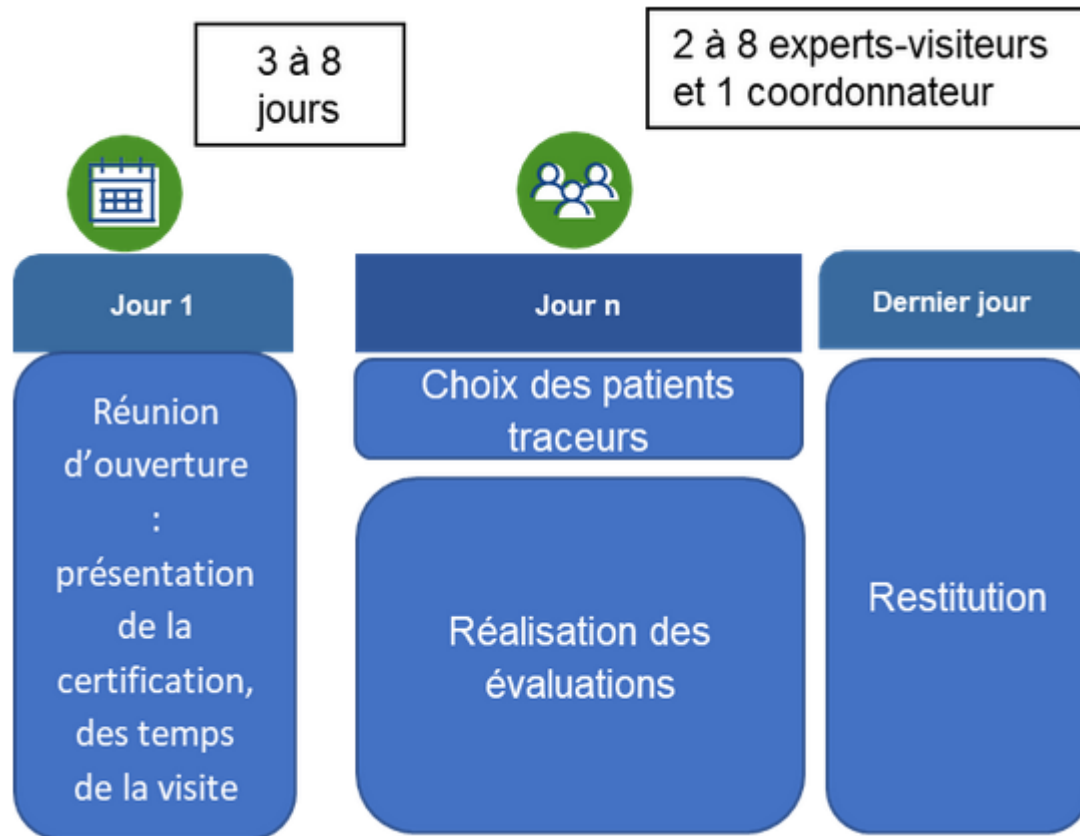 3 à 8
jours
2 à 8 experts-visiteurs
et 1 coordonnateur
Jour 1
Réunion
d’ouverture
:
présentation
de la
certification,
des temps
de la visite
Jour n
Choix des patients
traceurs
Réalisation des
évaluations
Dernier jour
Restitution